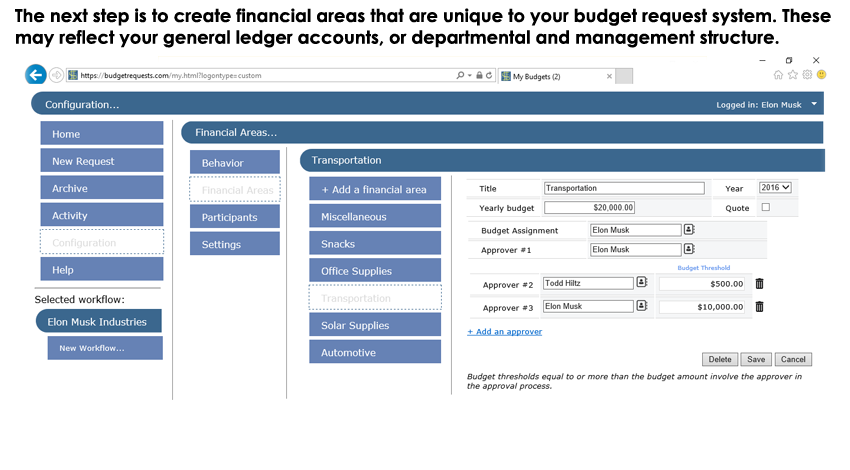 The next step is to create financial areas that are unique to your budget request system. These
may reflect your general ledger accounts, or departmental and management structure.
https://budgetrequests.com/my.html?logontype=custom
My Budgets (2)
Configuration...
Logged in: Elon Musk
Home
New Request
Archive
Activity
Configuration
Help
Selected workflow:
Elon Musk Industries
New Workflow...
Financial Areas...
Behavior
Financial Areas
Participants
Settings
Transportation
+ Add a financial area
Miscellaneous
Snacks
Office Supplies
Transportation
Solar Supplies
Automotive
Title Transportation Year 2016
Yearly budget $20,000.00 Quote
Budget Assignment Elon Musk
Approver #1 Elon Musk
Budget Threshold
Approver #2 Todd Hiltz $500.00
Approver #3 Elon Musk $10,000.00
+ Add an approver
Delete Save Cancel
Budget thresholds equal to or more than the budget amount involve the approver in
the approval process.